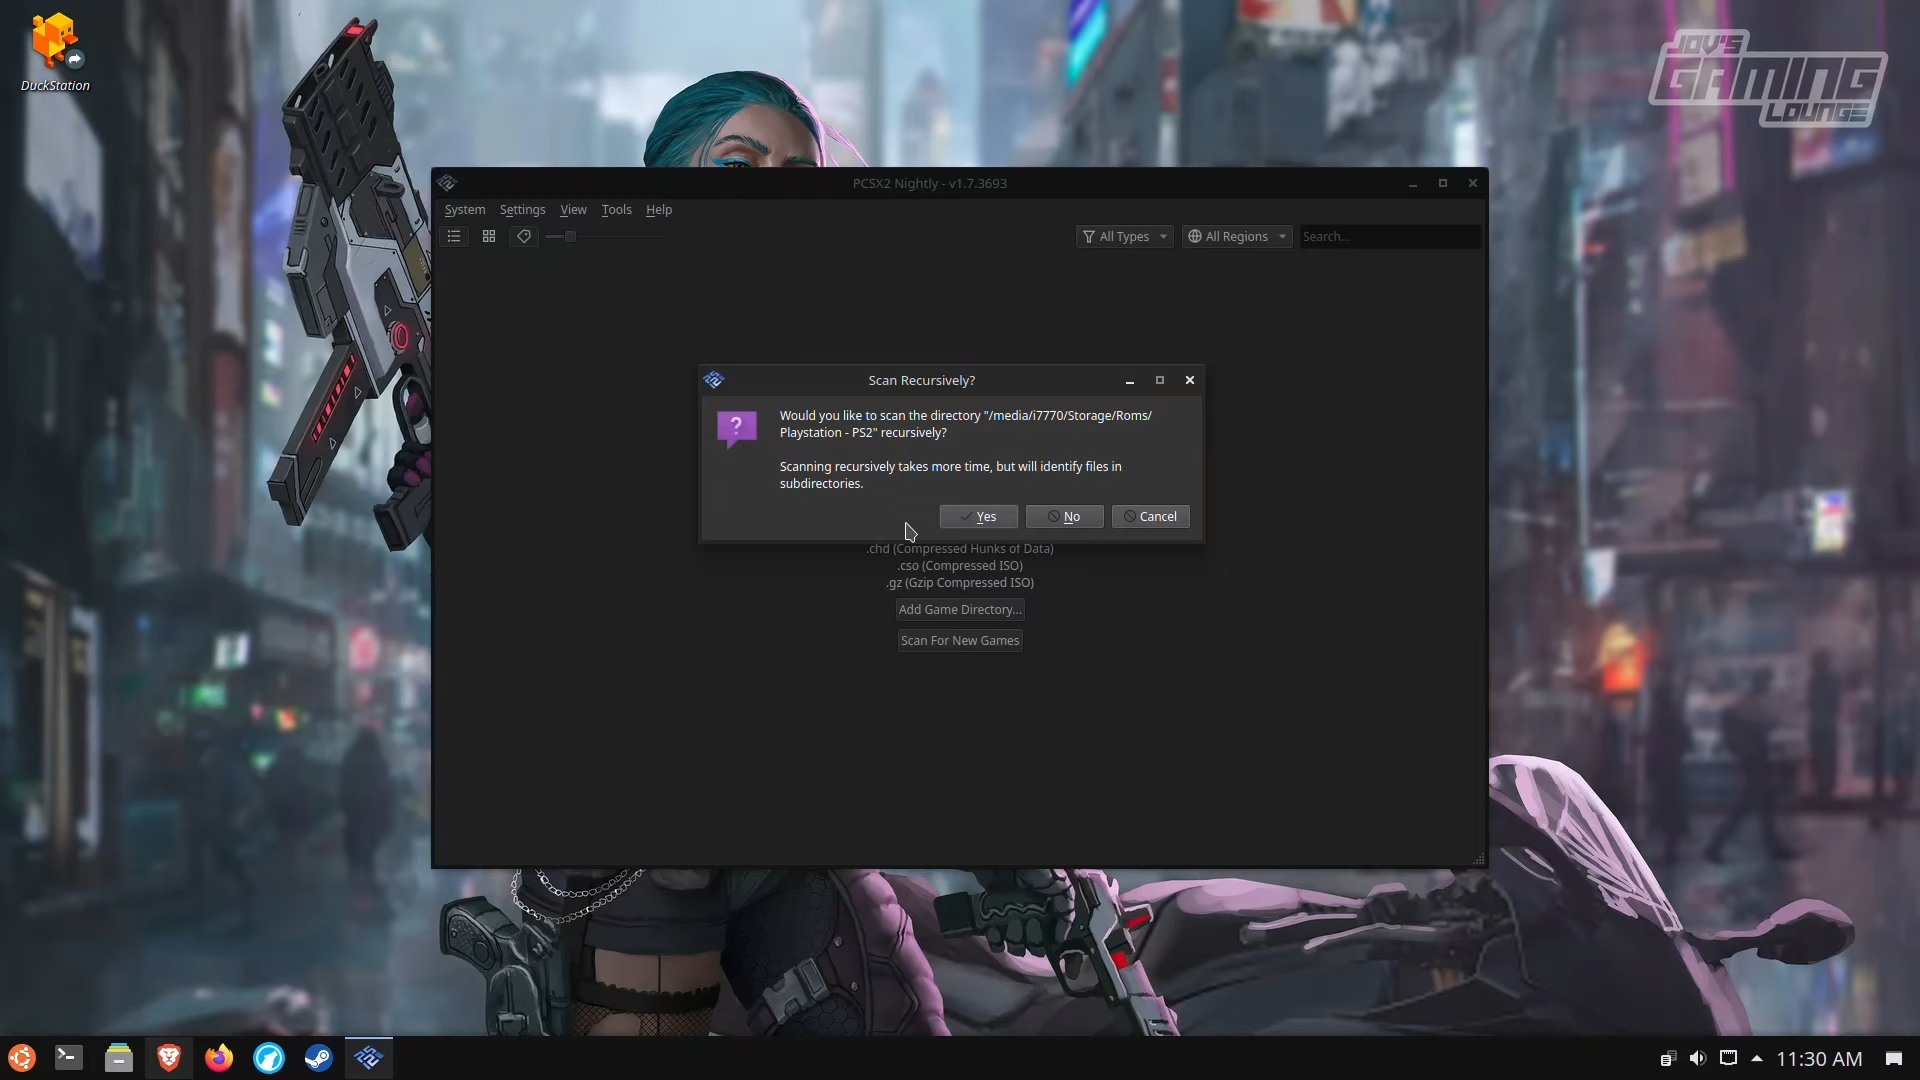 DuckStation
JOV'S
GAMING
LOUNGE
PCSX2 Nightly - v1.7.3693
System Settings View Tools Help
All Types All Regions Search...
Scan Recursively?
Would you like to scan the directory "/media/i7770/Storage/Roms/
Playstation - PS2" recursively?
Scanning recursively takes more time, but will identify files in
subdirectories.
Yes No Cancel
.chd (Compressed Hunks of Data)
.cso (Compressed ISO)
.gz (Gzip Compressed ISO)
Add Game Directory...
Scan For New Games
11:30 AM